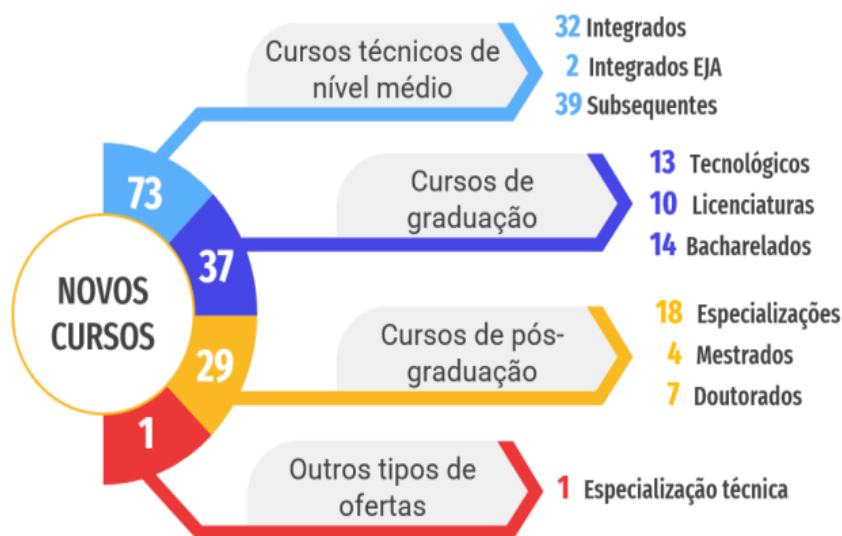 NOVOS
CURSOS
73
Cursos técnicos de
nível médio
32 Integrados
2 Integrados EJA
39 Subsequentes
37
Cursos de
graduação
13 Tecnológicos
10 Licenciaturas
14 Bacharelados
29
Cursos de pós-
graduação
18 Especializações
4 Mestrados
7 Doutorados
1
Outros tipos de
ofertas
1 Especialização técnica